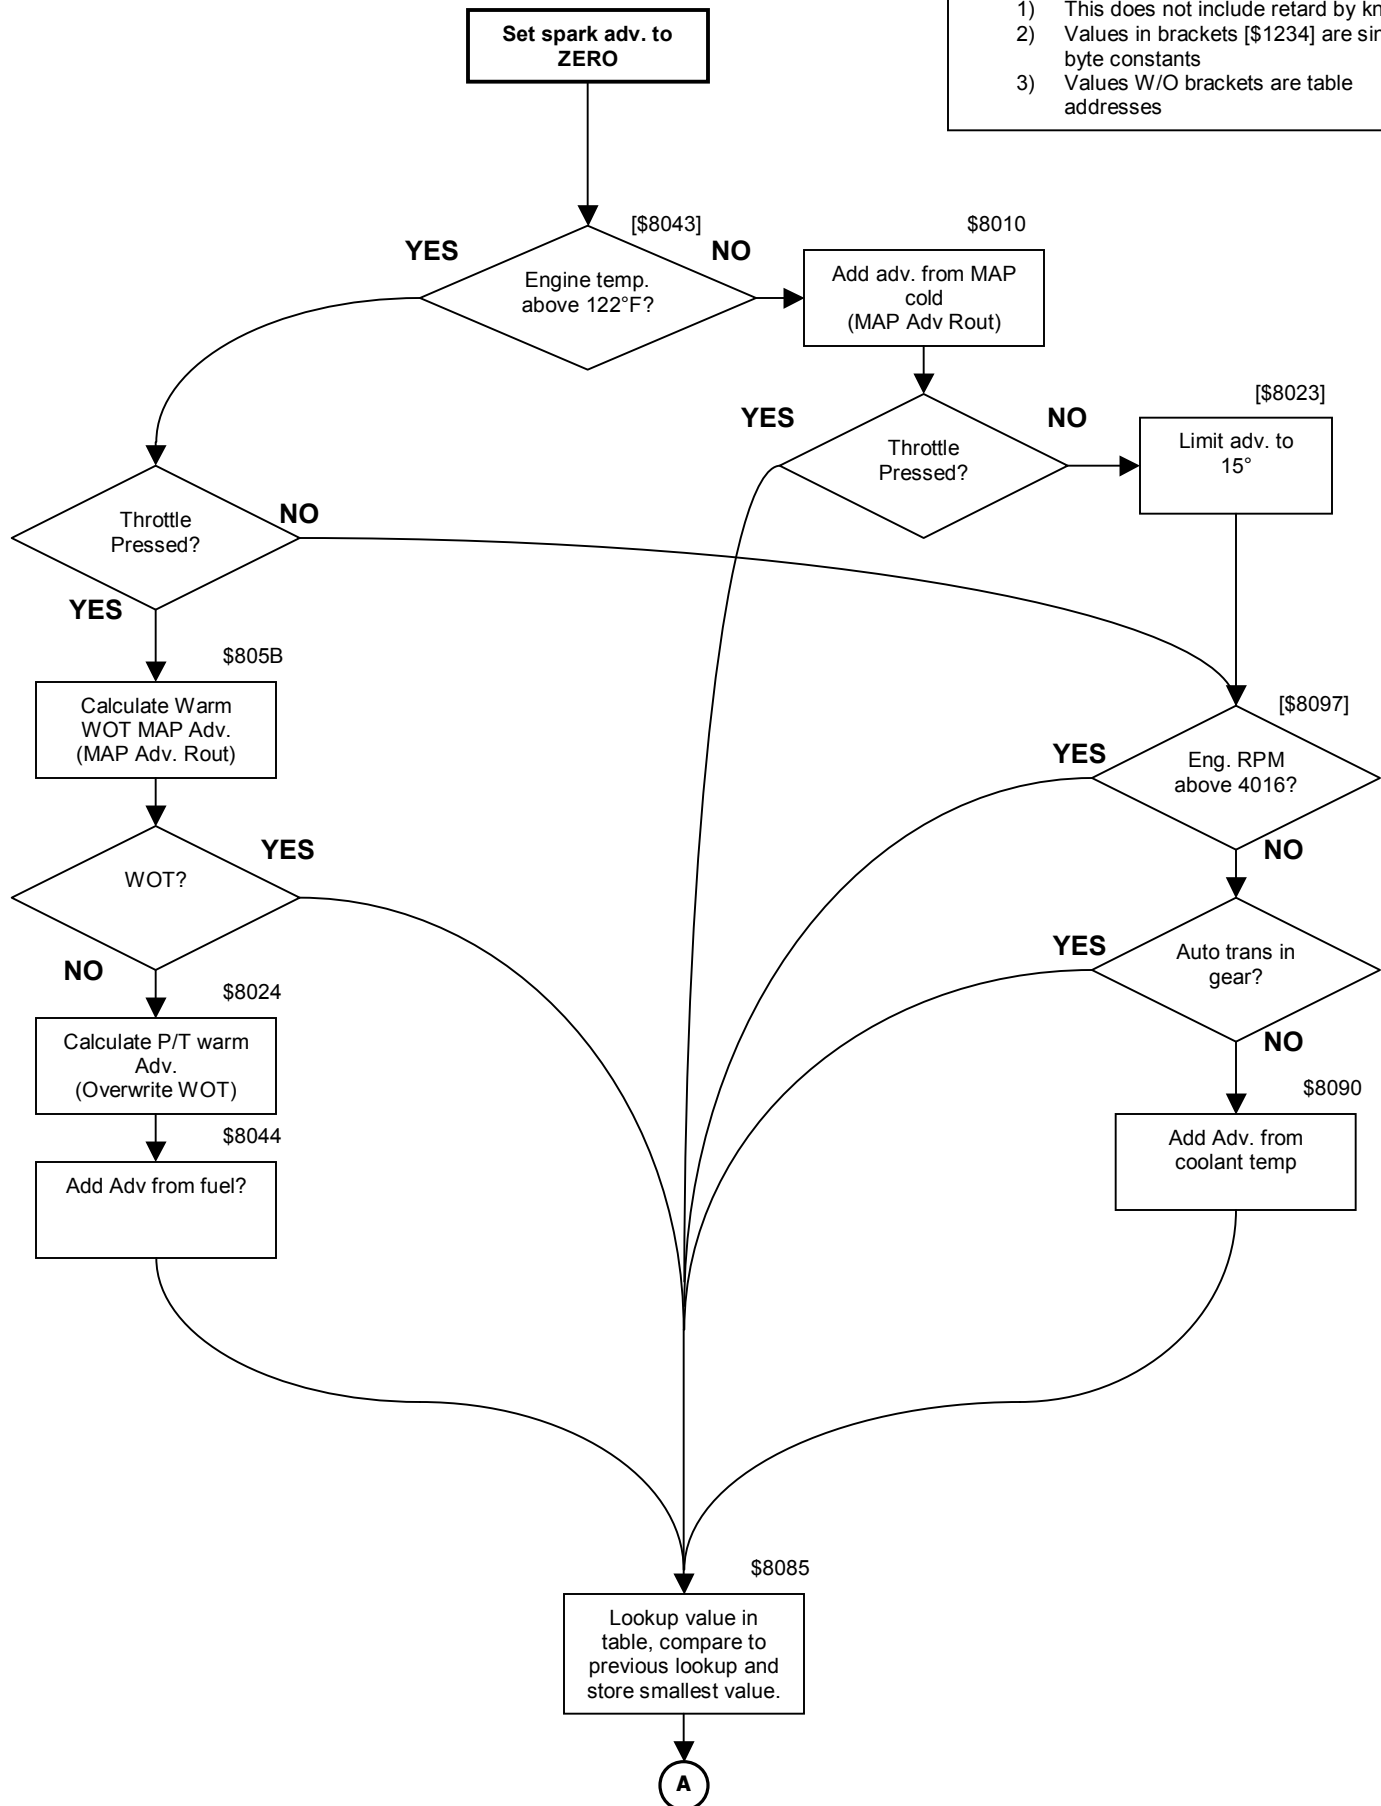 Set spark adv. to
ZERO
1) This does not include retard by
2) Values in brackets [$1234] are
byte constants
3) Values W/O brackets are table
addresses
[$8043]
YES
NO
Engine temp.
above 122°F?
$8010
Add adv. from MAP
cold
(MAP Adv Rout)
[$8023]
YES
NO
Throttle
Pressed?
Limit adv. to
15°
NO
Throttle
Pressed?
YES
$805B
Calculate Warm
WOT MAP Adv.
(MAP Adv. Rout)
[$8097]
YES
Eng. RPM
above 4016?
NO
YES
WOT?
NO
YES
Auto trans in
gear?
NO
$8024
Calculate P/T warm
Adv.
(Overwrite WOT)
$8090
Add Adv. from
coolant temp
$8044
Add Adv from fuel?
$8085
Lookup value in
table, compare to
previous lookup and
store smallest value.
A